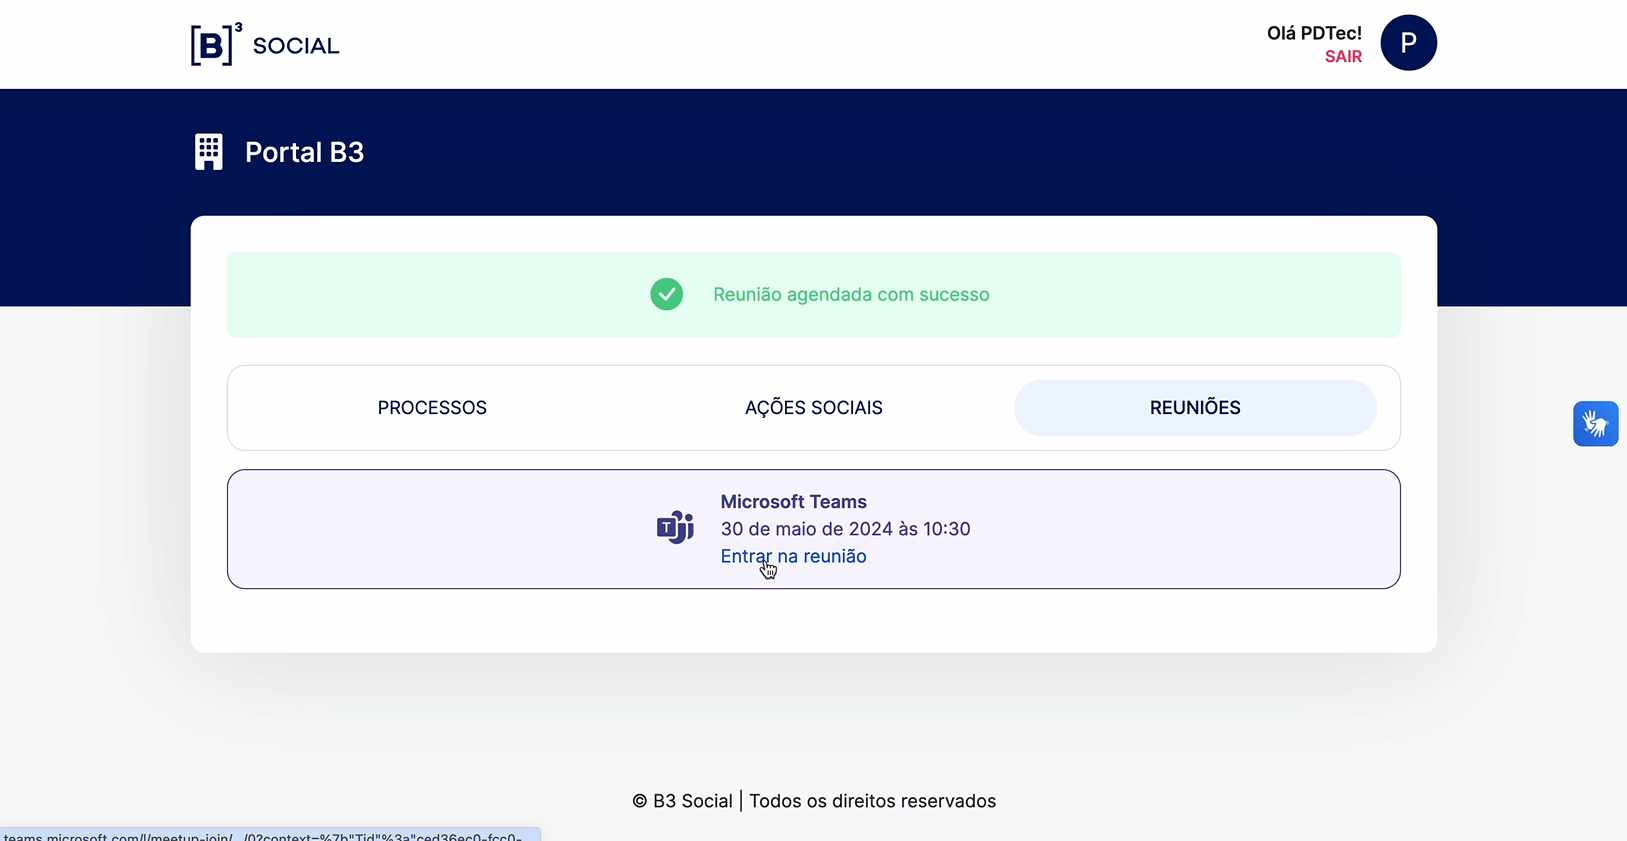 [B]³ SOCIAL
Olá PDTec!
SAIR
P
Portal B3
Reunião agendada com sucesso
PROCESSOS
AÇÕES SOCIAIS
REUNIÕES
T
Microsoft Teams
30 de maio de 2024 às 10:30
Entrar na reunião
© B3 Social | Todos os direitos reservados
teams.microsoft.com/l/meetup-join/.../0?context=%7b"Tid"%3a"ced36ec0-fcc0-